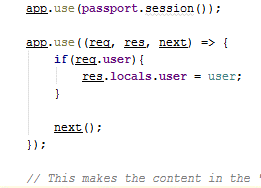 app.use(passport.session());
app.use((req, res, next) => {
if(req.user){
res.locals.user = user;
}
next();
});
// This makes the content in the